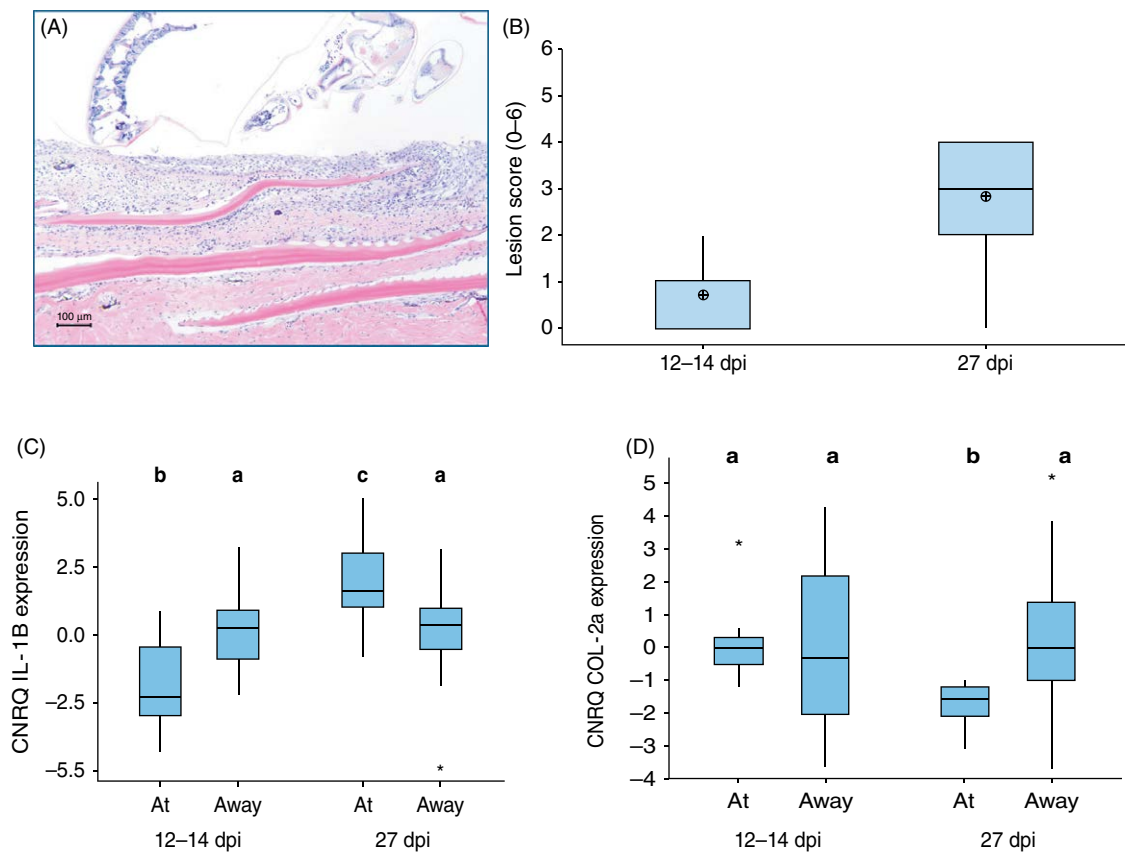 (A)
100 μm
(B)
Lesion score (0–6)
6
5
4
3
2
1
0
12–14 dpi
27 dpi
(C)
CNRQ IL-1B expression
b a c a
5.0
2.5
0.0
–2.5
–5.5
*
At Away At Away
12–14 dpi 27 dpi
(D)
CNRQ COL-2a expression
a a b a
5
4
3
2
1
0
–1
–2
–3
–4
*
*
At Away At Away
12–14 dpi 27 dpi